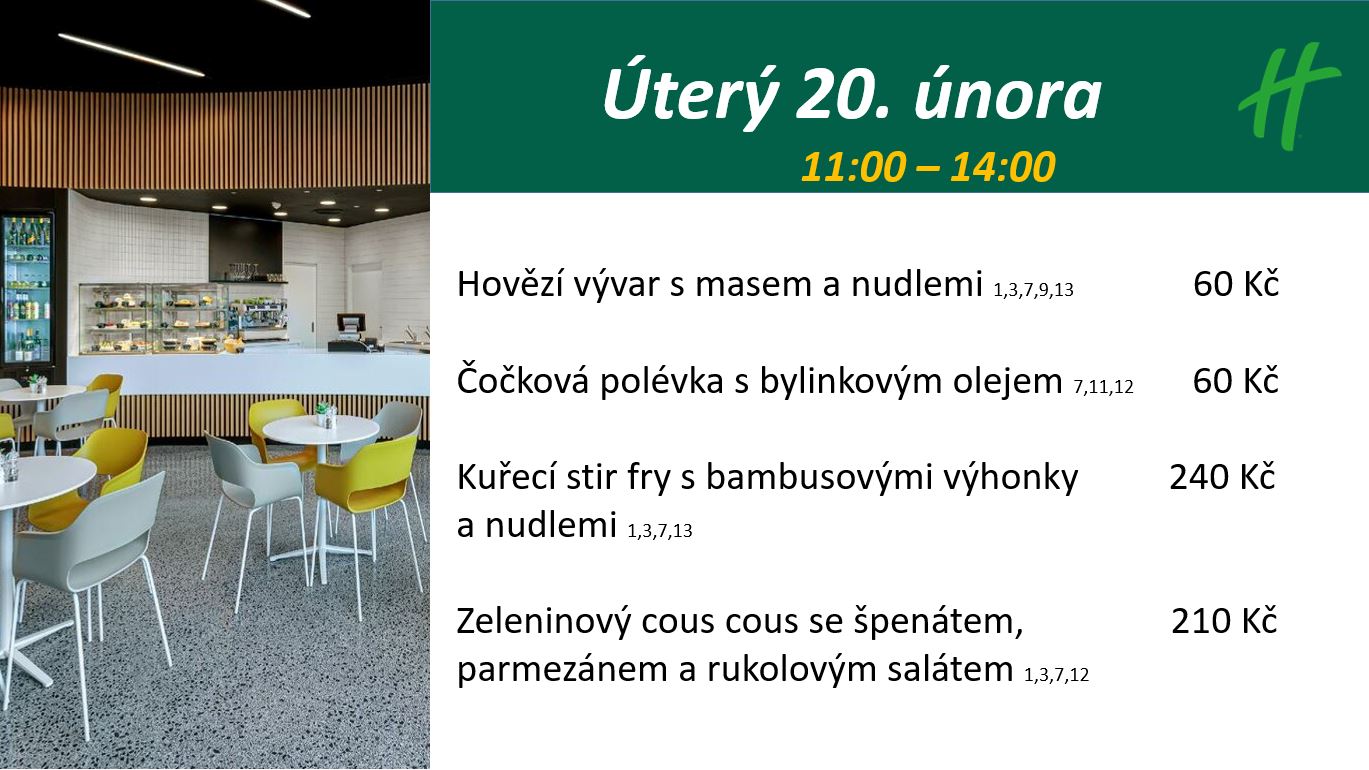 Úterý 20. února
11:00 – 14:00
Hovězí vývar s masem a nudlemi 1,3,7,9,13 60 Kč
Čočková polévka s bylinkovým olejem 7,11,12 60 Kč
Kuřecí stir fry s bambusovými výhonky 240 Kč
a nudlemi 1,3,7,13
Zeleninový cous cous se špenátem, 210 Kč
parmezánem a rukolovým salátem 1,3,7,12